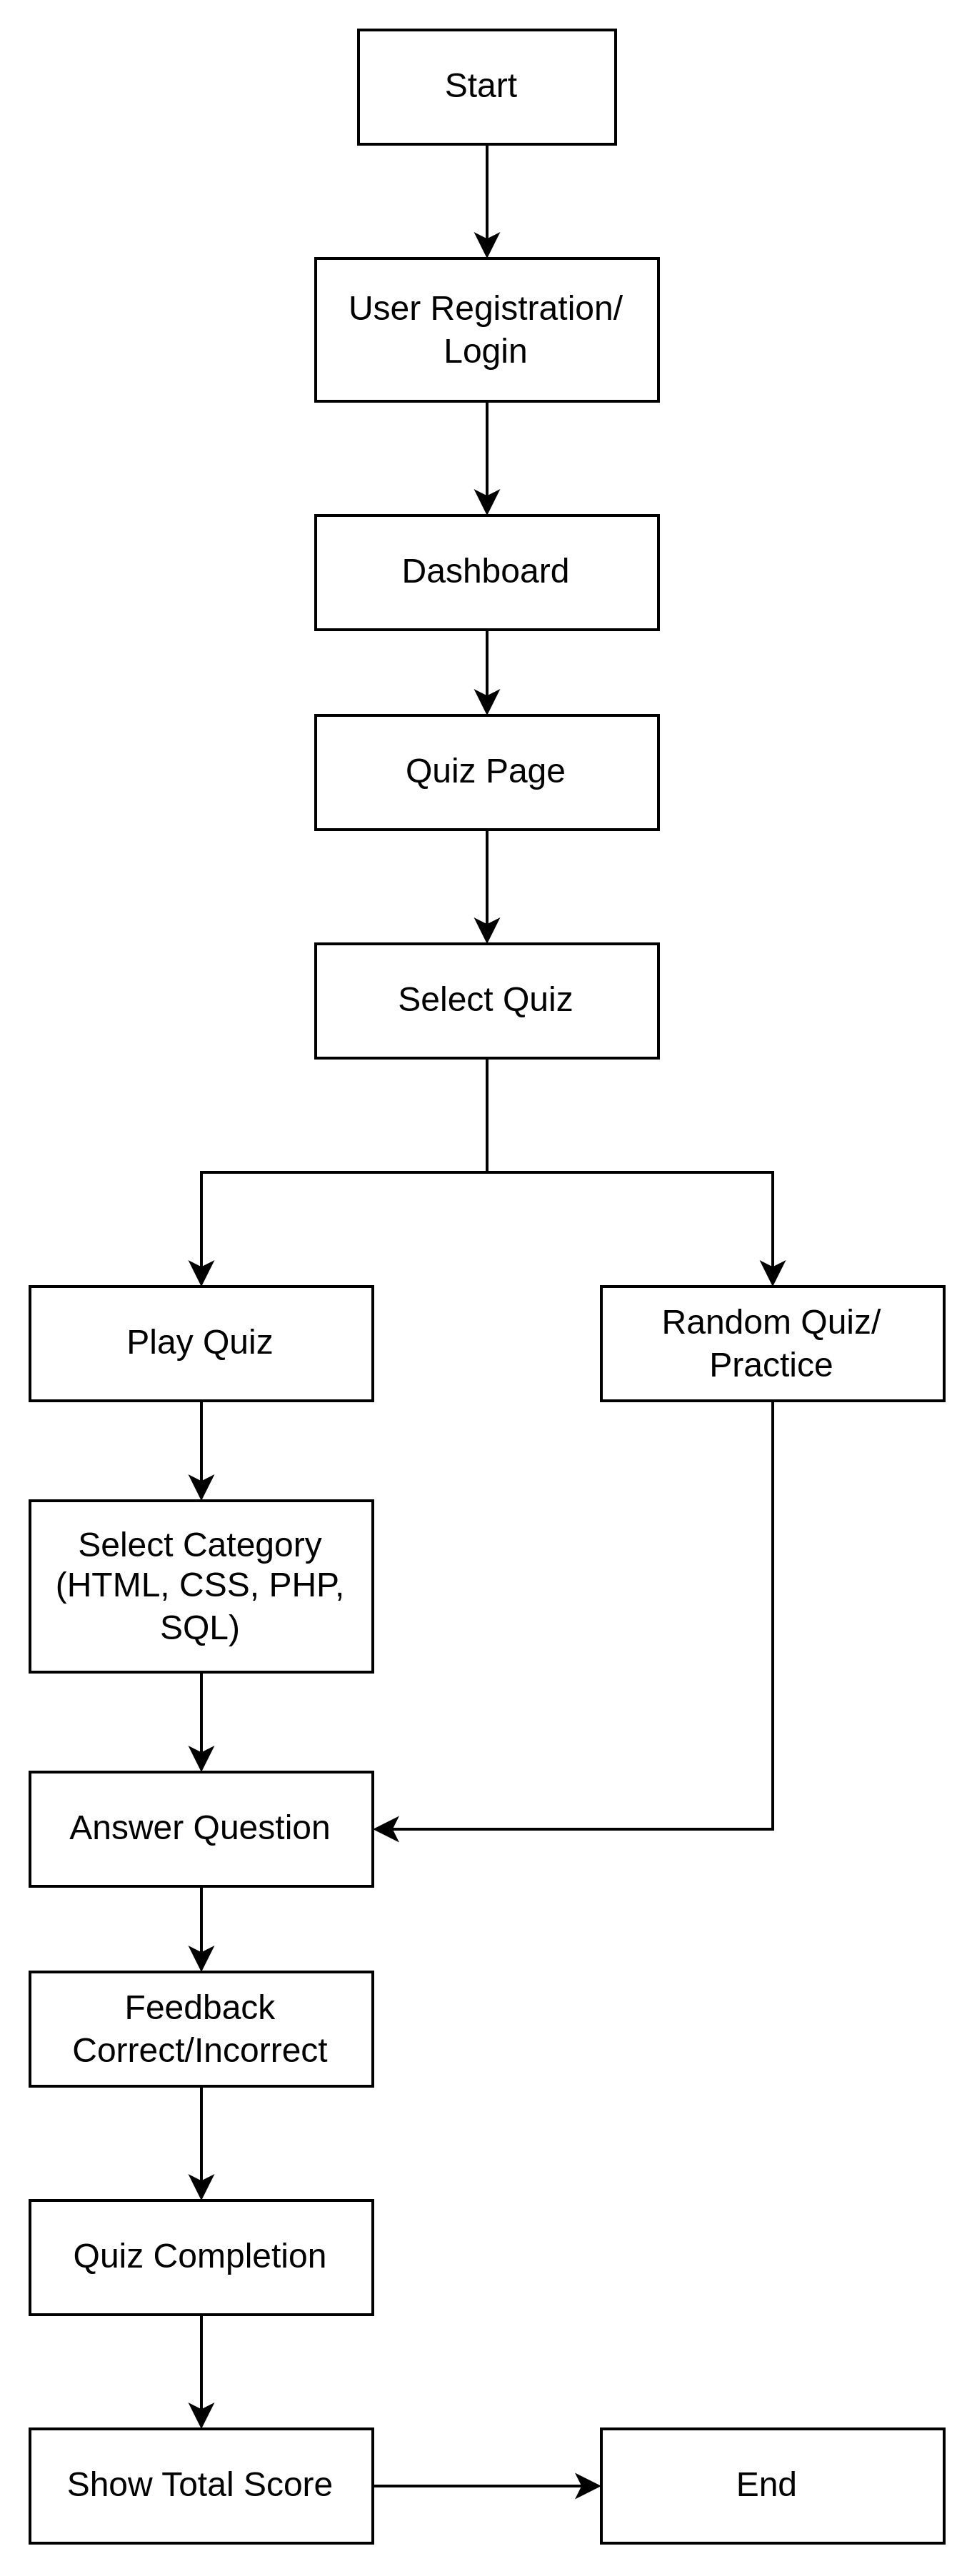 Start
User Registration/
Login
Dashboard
Quiz Page
Select Quiz
Play Quiz
Random Quiz/
Practice
Select Category
(HTML, CSS, PHP,
SQL)
Answer Question
Feedback
Correct/Incorrect
Quiz Completion
Show Total Score
End